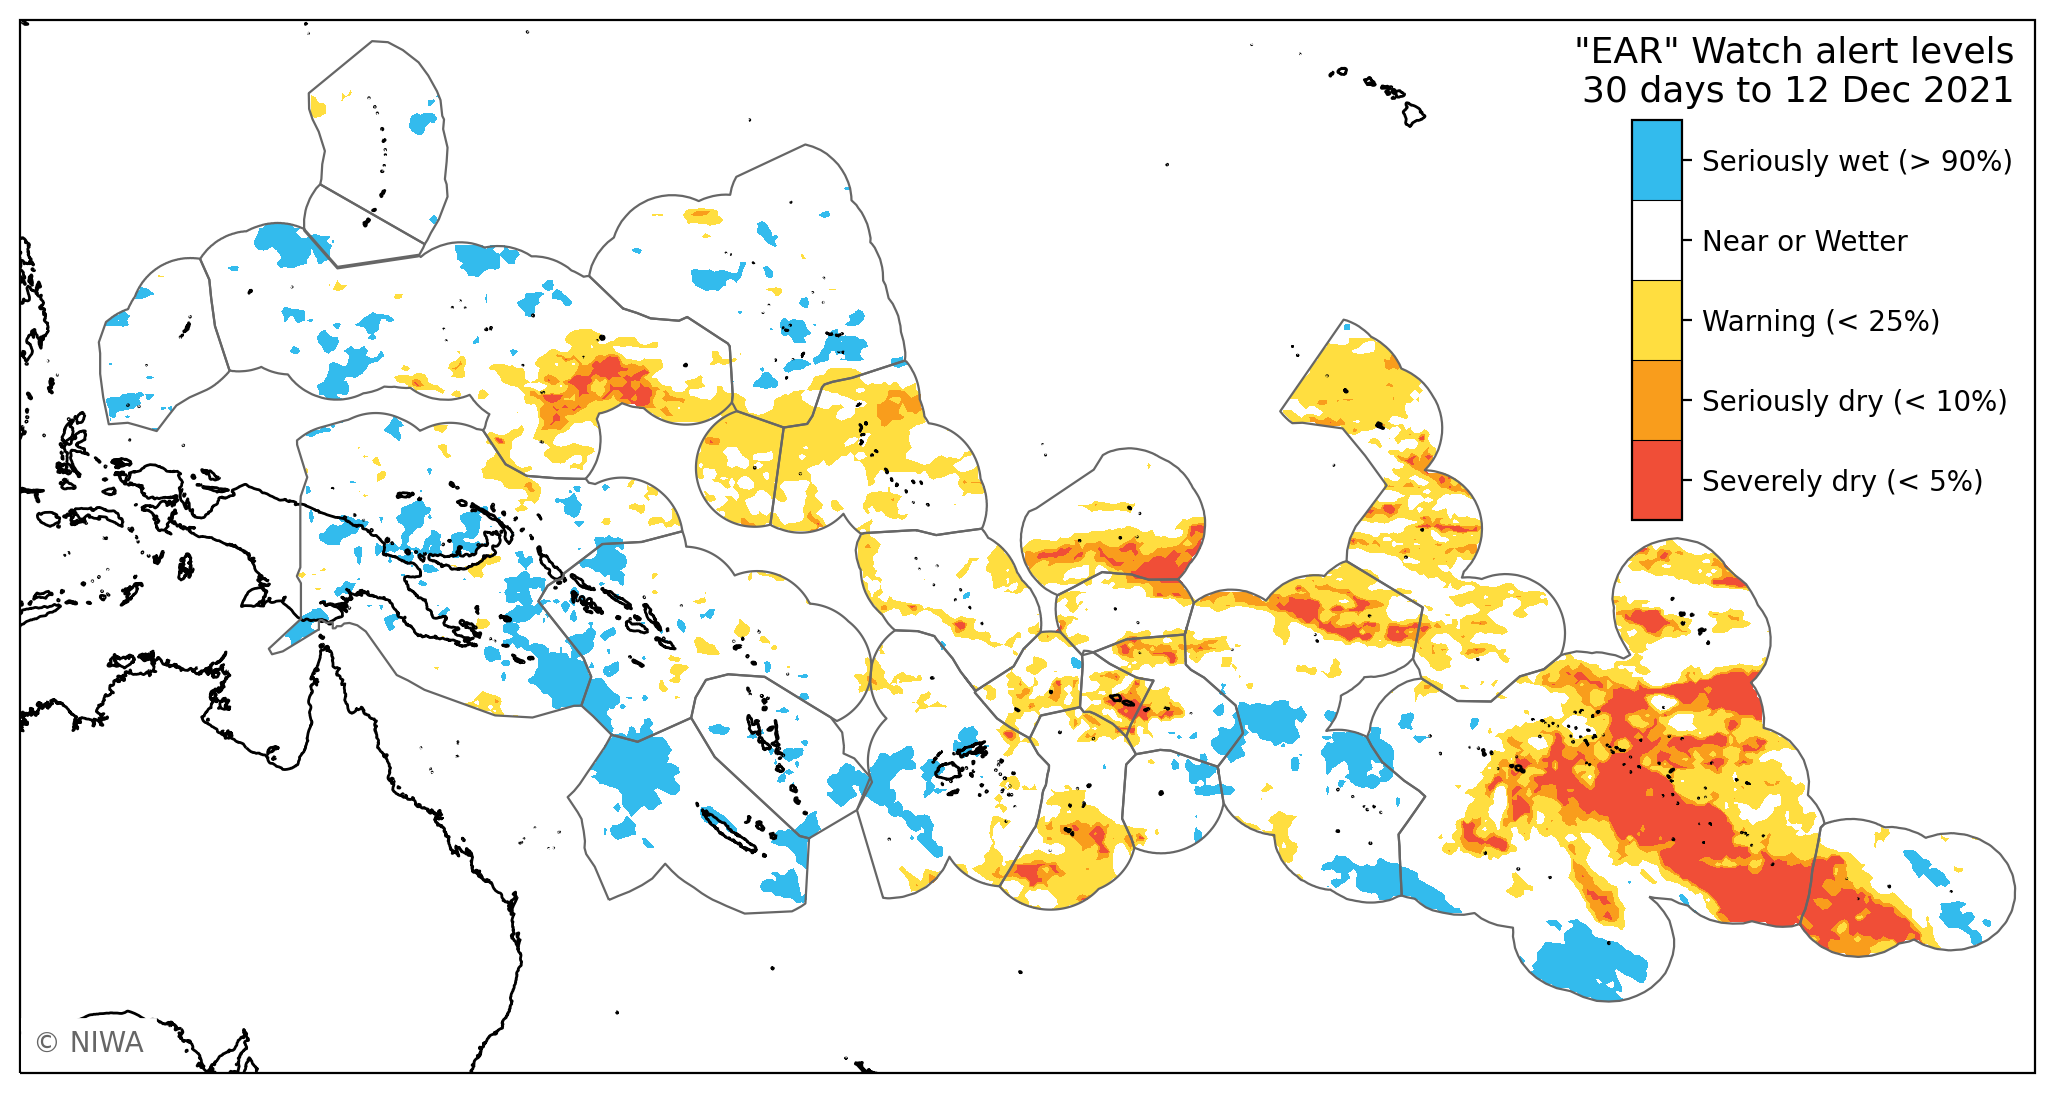 "EAR" Watch alert levels
30 days to 12 Dec 2021
Seriously wet (> 90%)
Near or Wetter
Warning (< 25%)
Seriously dry (< 10%)
Severely dry (< 5%)
© NIWA